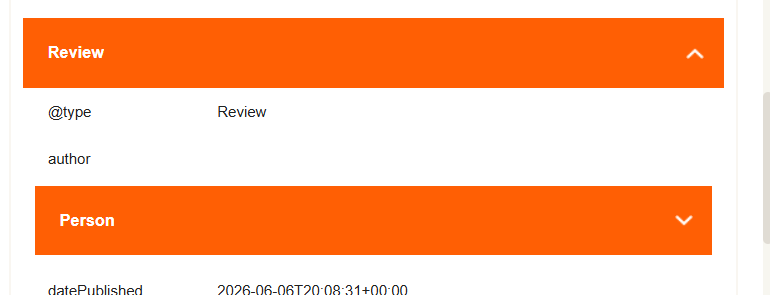 Review
@type Review
author
Person
datePublished 2026-06-06T20:08:31+00:00